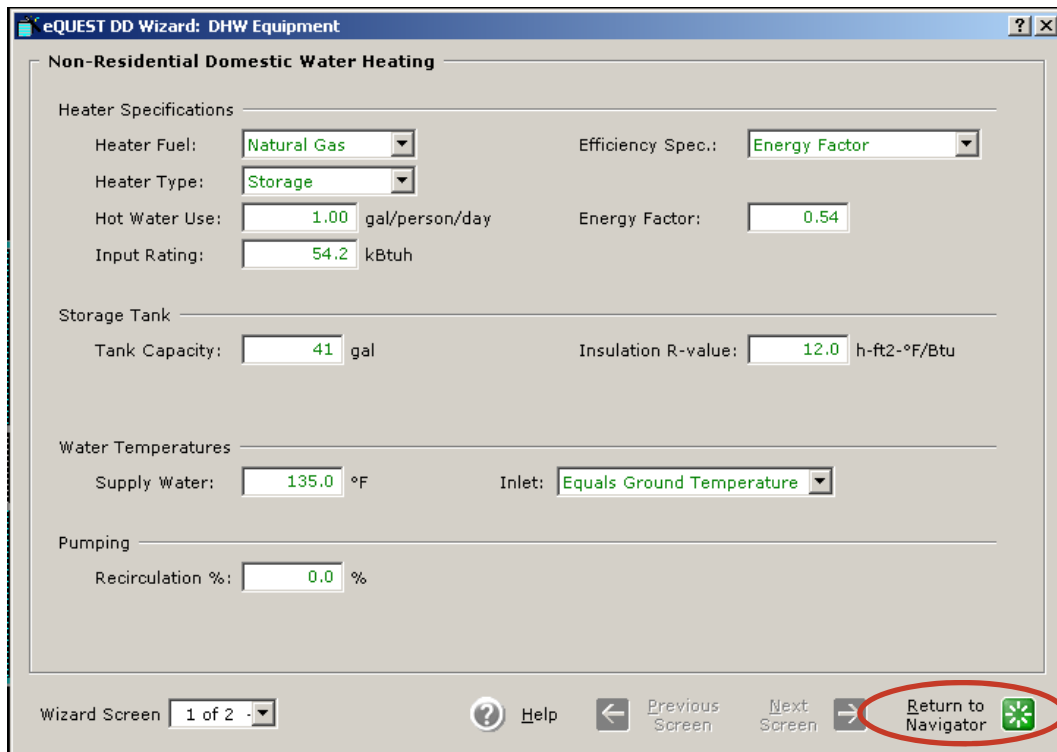 eQUEST DD Wizard: DHW Equipment
Non-Residential Domestic Water Heating
Heater Specifications
Heater Fuel: Natural Gas Efficiency Spec.: Energy Factor
Heater Type: Storage
Hot Water Use: 1.00 gal/person/day Energy Factor: 0.54
Input Rating: 54.2 kBtuh
Storage Tank
Tank Capacity: 41 gal Insulation R-value: 12.0 h-ft2-°F/Btu
Water Temperatures
Supply Water: 135.0 °F Inlet: Equals Ground Temperature
Pumping
Recirculation %: 0.0 %
Wizard Screen 1 of 2 - ? Help Previous Screen Next Screen Return to Navigator